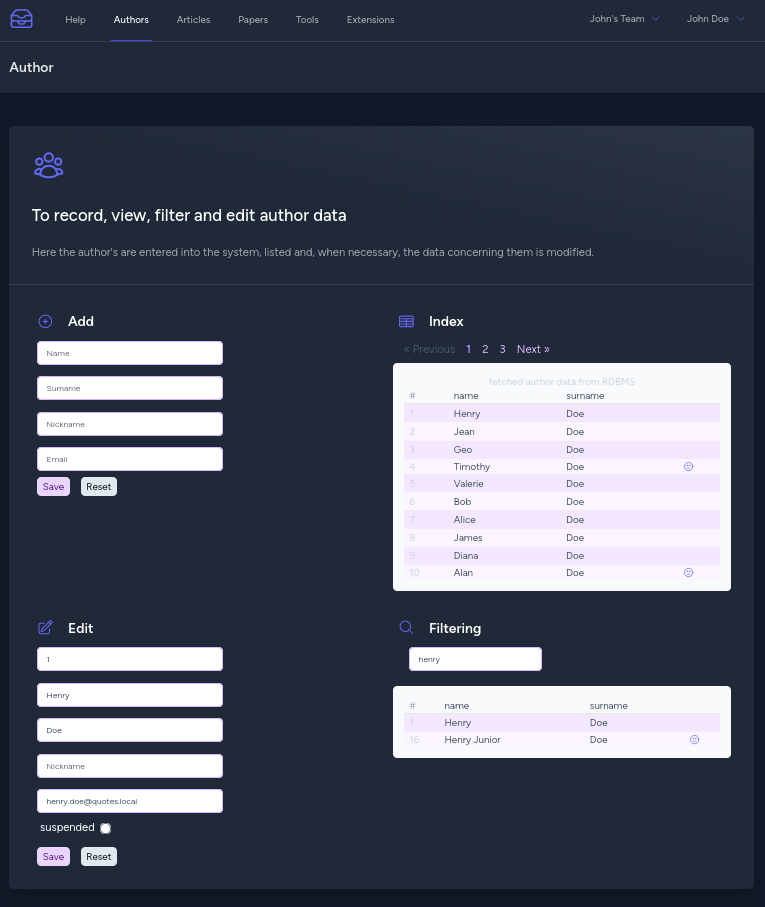 Help Authors Articles Papers Tools Extensions John's Team John Doe
Author
To record, view, filter and edit author data
Here the author's are entered into the system, listed and, when necessary, the data concerning them is modified.
Add
Name
Surname
Nickname
Email
Save Reset
Index
« Previous 1 2 3 Next »
fetched author data from RDBMS
# name surname
1 Henry Doe
2 Jean Doe
3 Geo Doe
4 Timothy Doe
5 Valerie Doe
6 Bob Doe
7 Alice Doe
8 James Doe
9 Diana Doe
10 Alan Doe
Edit
1
Henry
Doe
Nickname
henry.doe@quotes.local
suspended
Save Reset
Filtering
henry
# name surname
1 Henry Doe
16 Henry Junior Doe